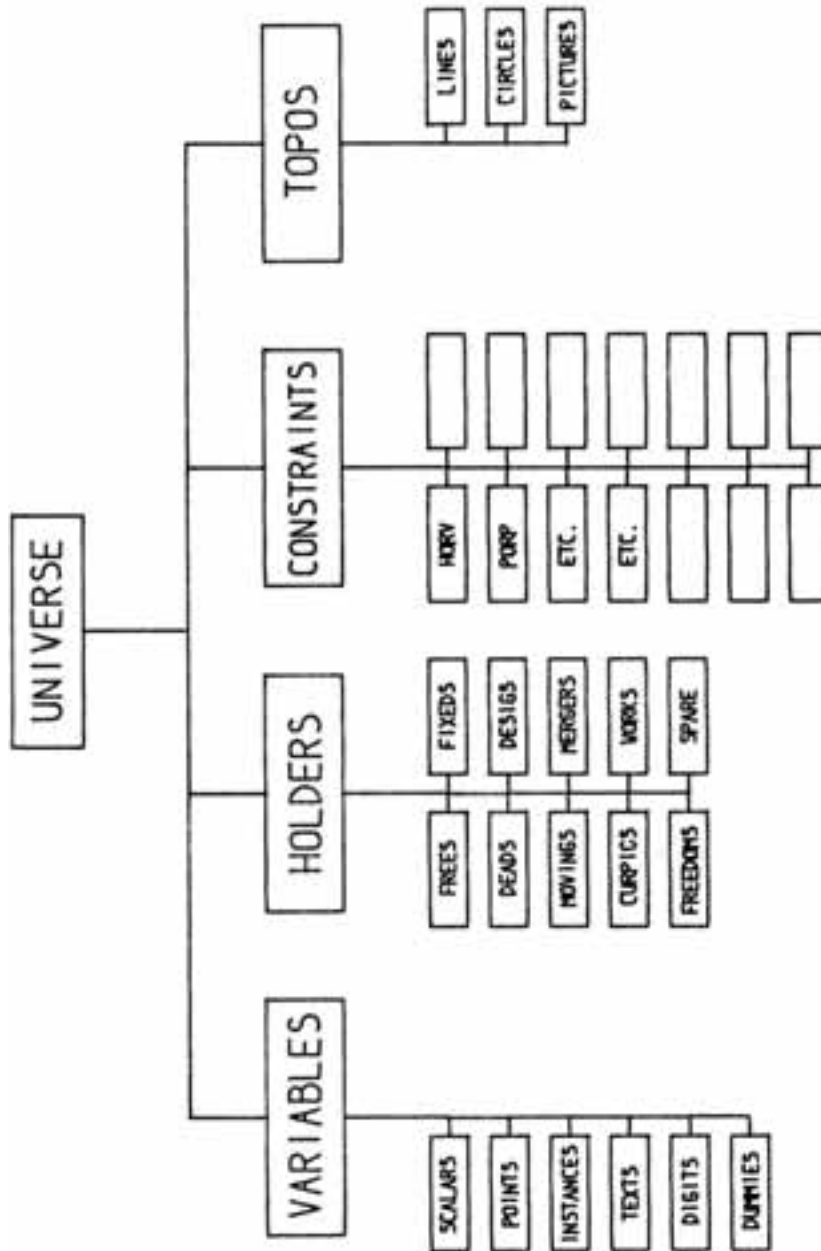 UNIVERSE
VARIABLES
HOLDERS
CONSTRAINTS
TOPOS
SCALARS
POINTS
INSTANCES
TEXTS
DIGITS
DUMMIES
FREES
FIXEDS
DEADS
DESIGS
MOVINGS
MERGERS
CURPICS
WORKS
FREEDOMS
SPARE
HORV
PORP
ETC.
ETC.
LINES
CIRCLES
PICTURES